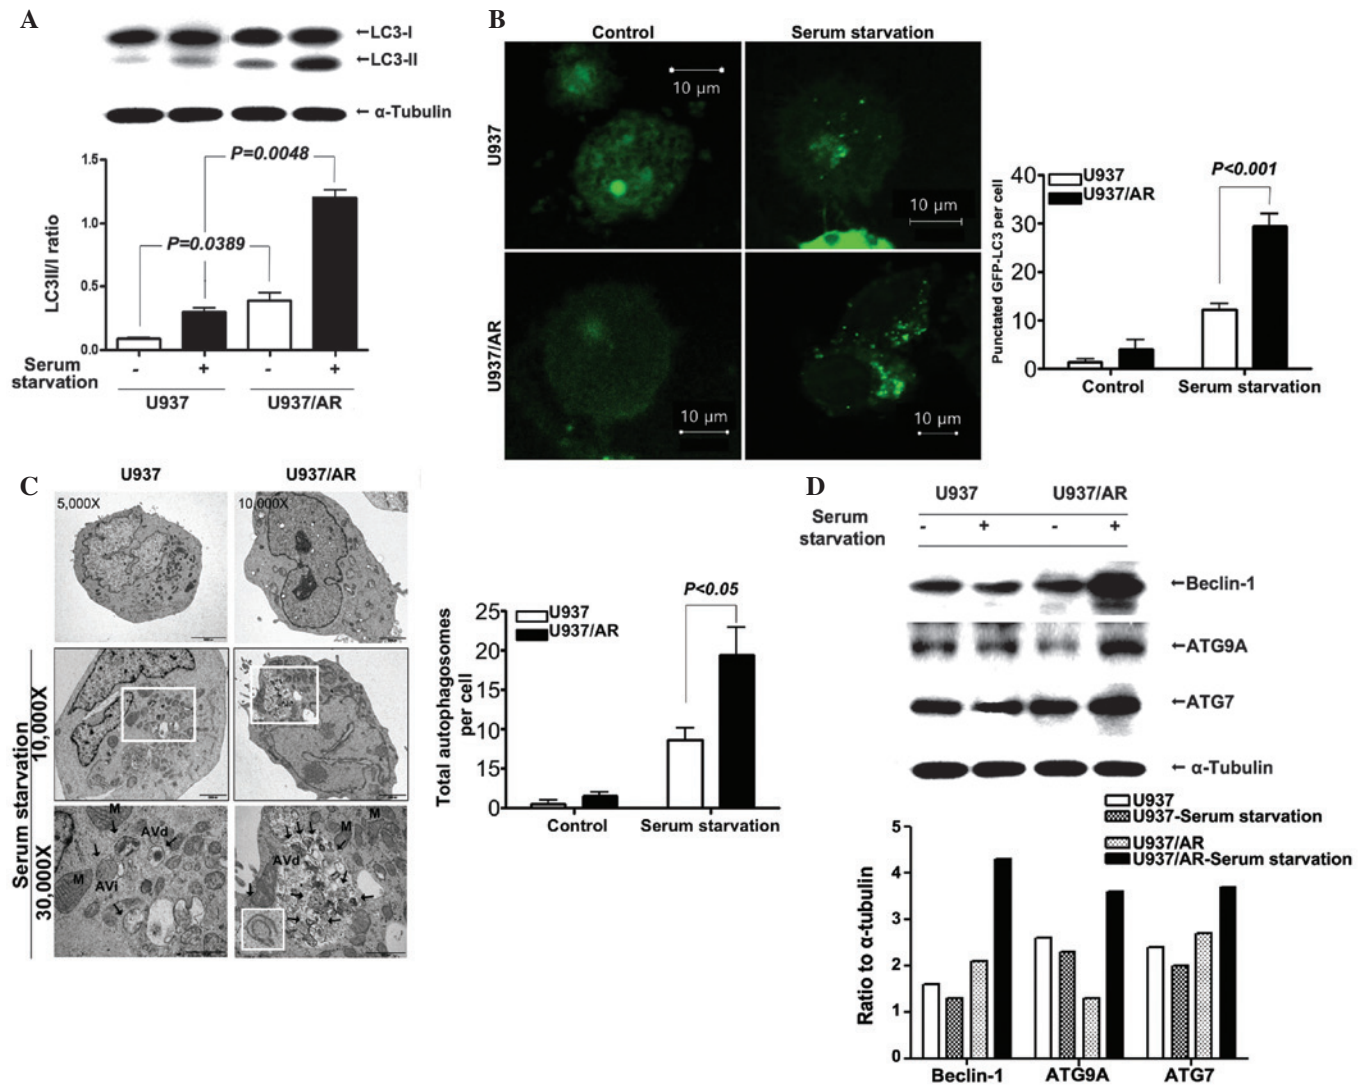 A
←LC3-I
←LC3-II
← α-Tubulin
1.5
1.0
0.5
0.0
LC3II/I ratio
P=0.0048
P=0.0389
Serum starvation
- + - +
U937 U937/AR
B
Control Serum starvation
U937
U937/AR
10 µm
10 µm
10 µm
10 µm
Punctated GFP-LC3 per cell
40
30
20
10
0
U937
U937/AR
P<0.001
Control Serum starvation
C
U937 U937/AR
5,000X
10,000X
Serum starvation
10,000X
30,000X
M
AVd
M
AVi
M
M
AVd
Total autophagosomes per cell
25
20
15
10
15
0
U937
U937/AR
P<0.05
Control Serum starvation
D
U937 U937/AR
Serum starvation
- + - +
←Beclin-1
←ATG9A
←ATG7
← α-Tubulin
U937
U937-Serum starvation
U937/AR
U937/AR-Serum starvation
Ratio to α-tubulin
5
4
3
2
1
0
Beclin-1 ATG9A ATG7